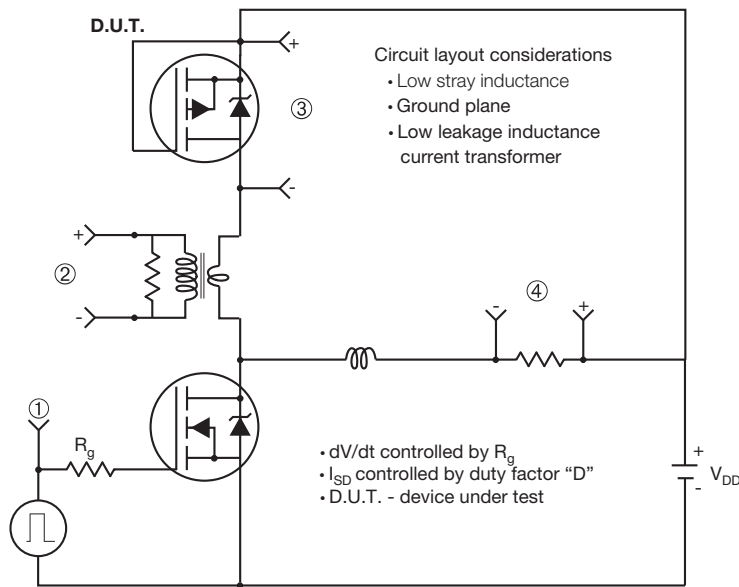 D.U.T.
+
Circuit layout considerations
• Low stray inductance
③
• Ground plane
• Low leakage inductance
current transformer
-
+
②
-
④
-
+
①
R_g
• dV/dt controlled by R_g
• I_SD controlled by duty factor “D”
• D.U.T. - device under test
+
V_DD
-